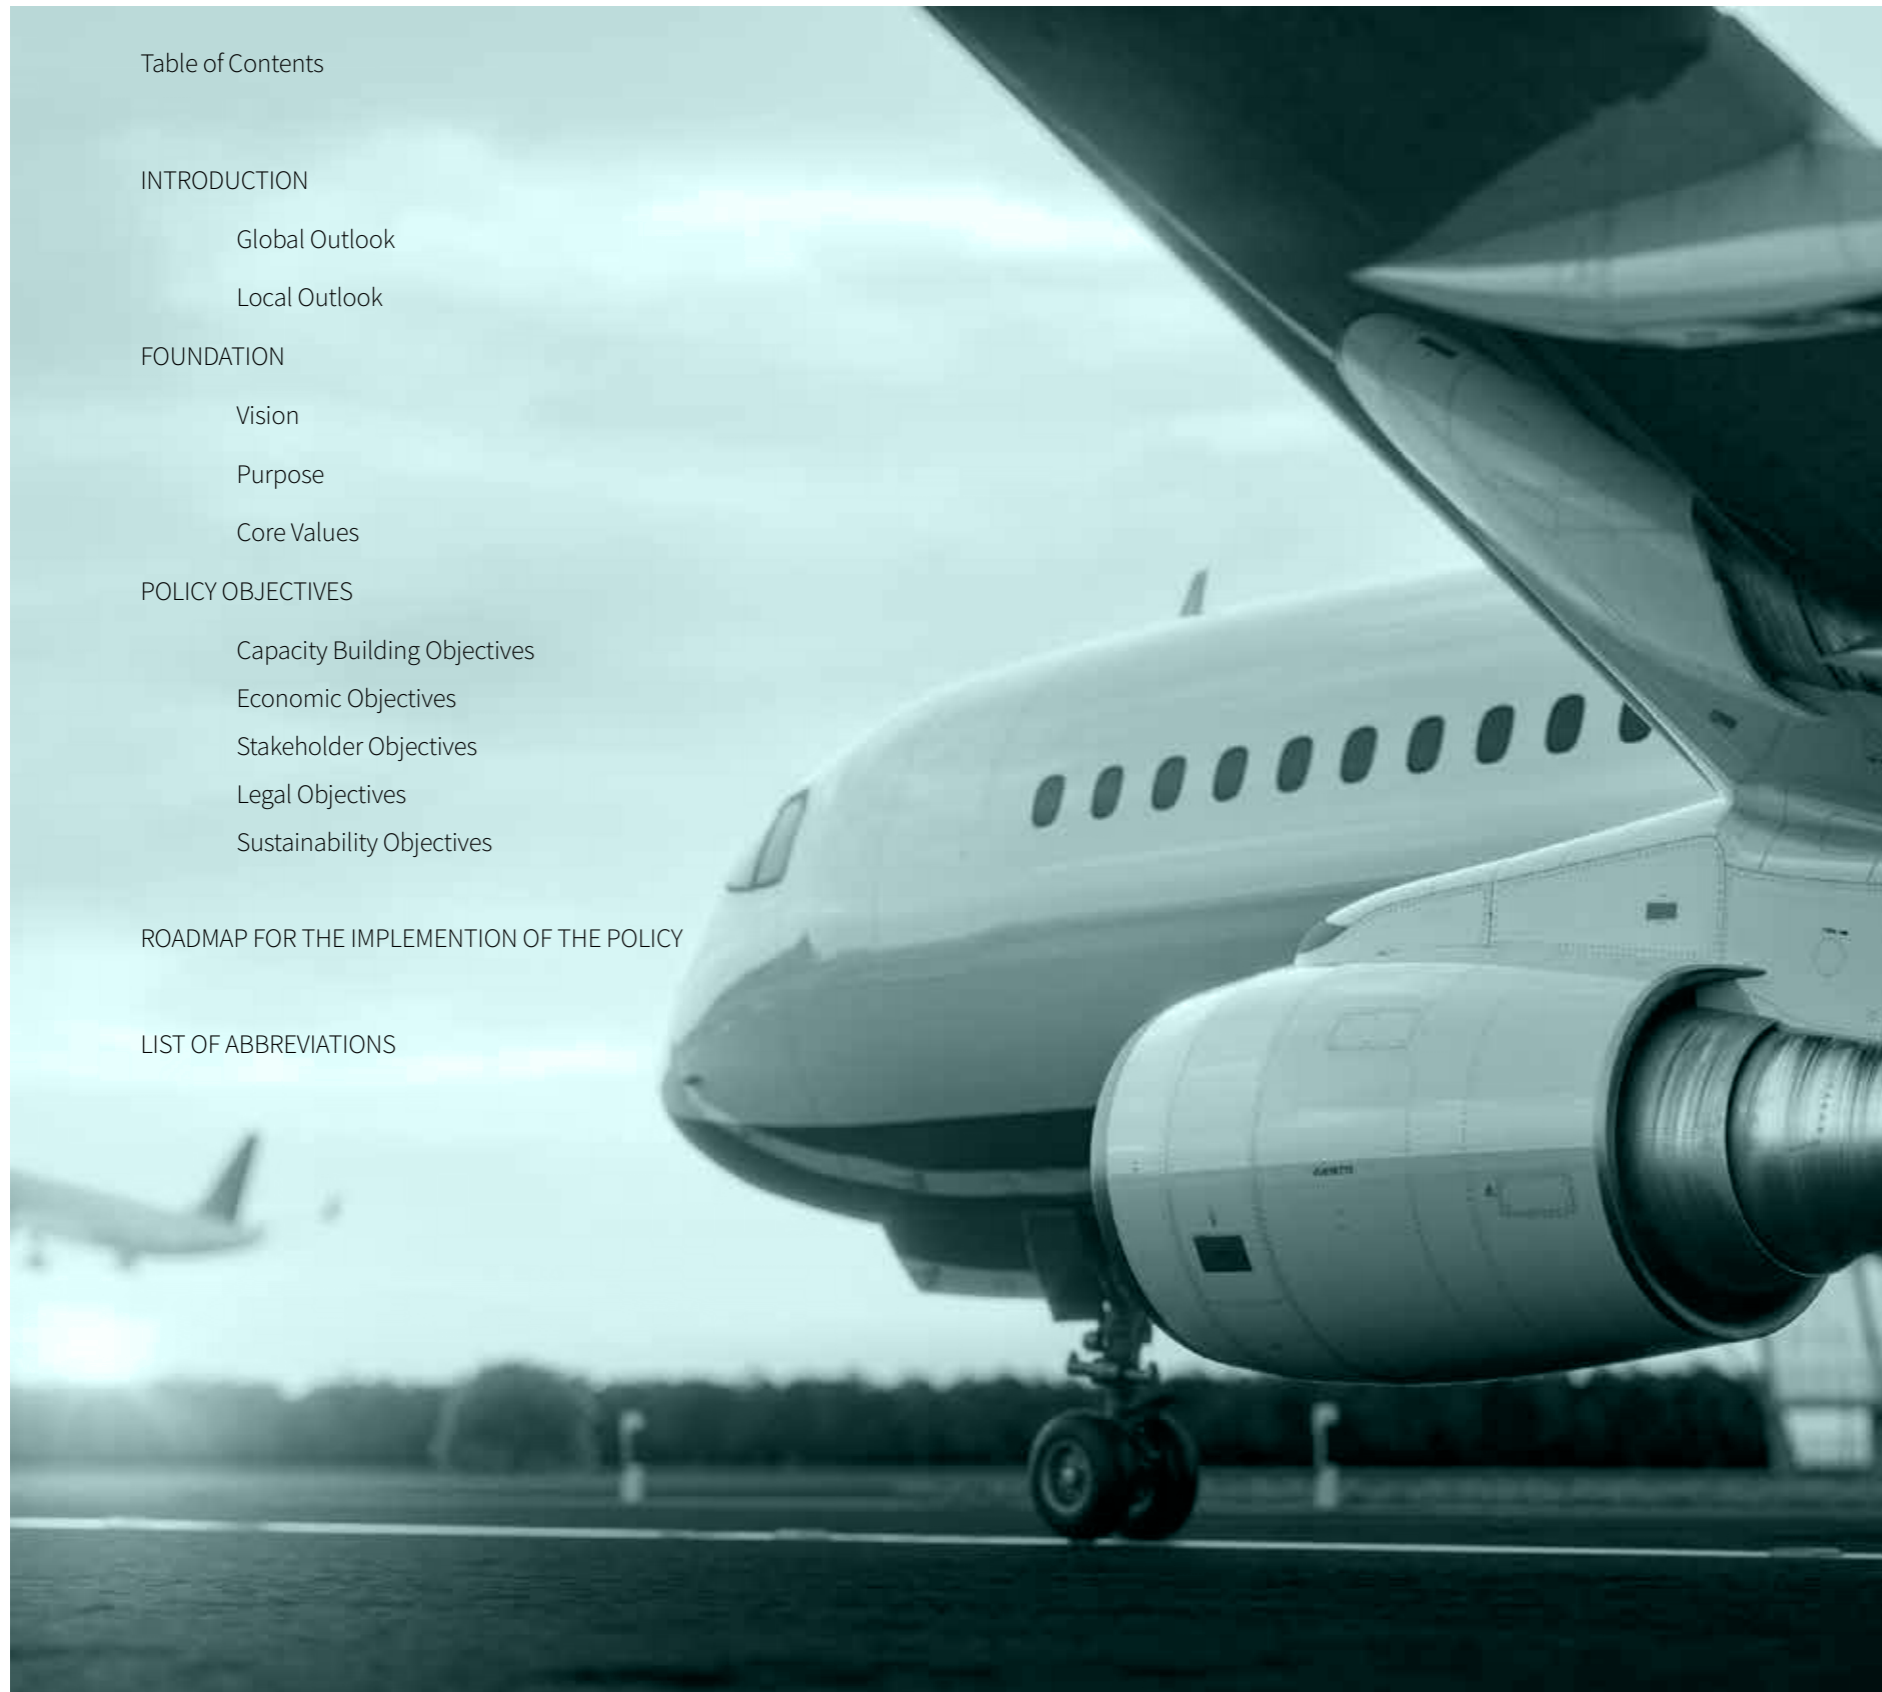 Table of Contents
INTRODUCTION
Global Outlook
Local Outlook
FOUNDATION
Vision
Purpose
Core Values
POLICY OBJECTIVES
Capacity Building Objectives
Economic Objectives
Stakeholder Objectives
Legal Objectives
Sustainability Objectives
ROADMAP FOR THE IMPLEMENTION OF THE POLICY
LIST OF ABBREVIATIONS